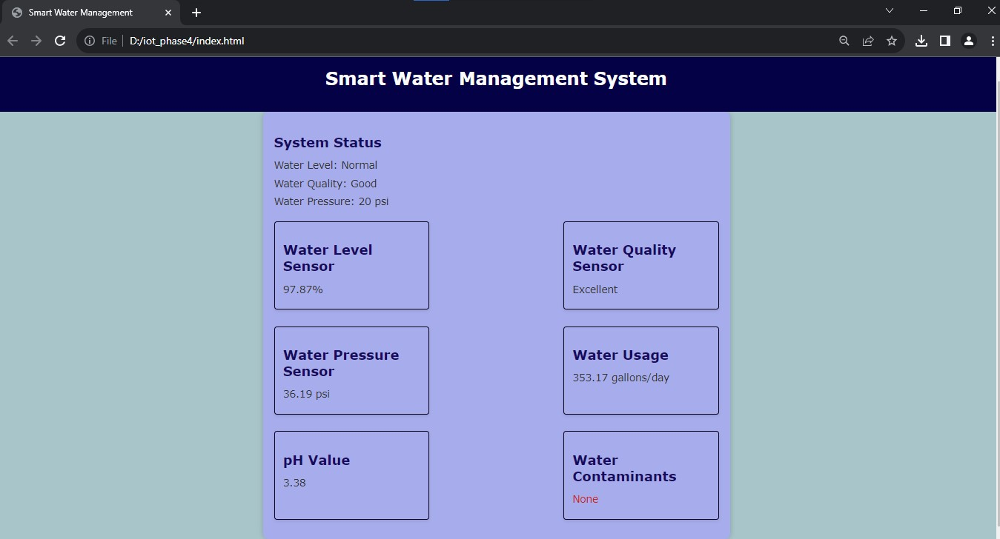 Smart Water Management
File
D:/iot_phase4/index.html
Smart Water Management System
System Status
Water Level: Normal
Water Quality: Good
Water Pressure: 20 psi
Water Level
Sensor
97.87%
Water Quality
Sensor
Excellent
Water Pressure
Sensor
36.19 psi
Water Usage
353.17 gallons/day
pH Value
3.38
Water
Contaminants
None